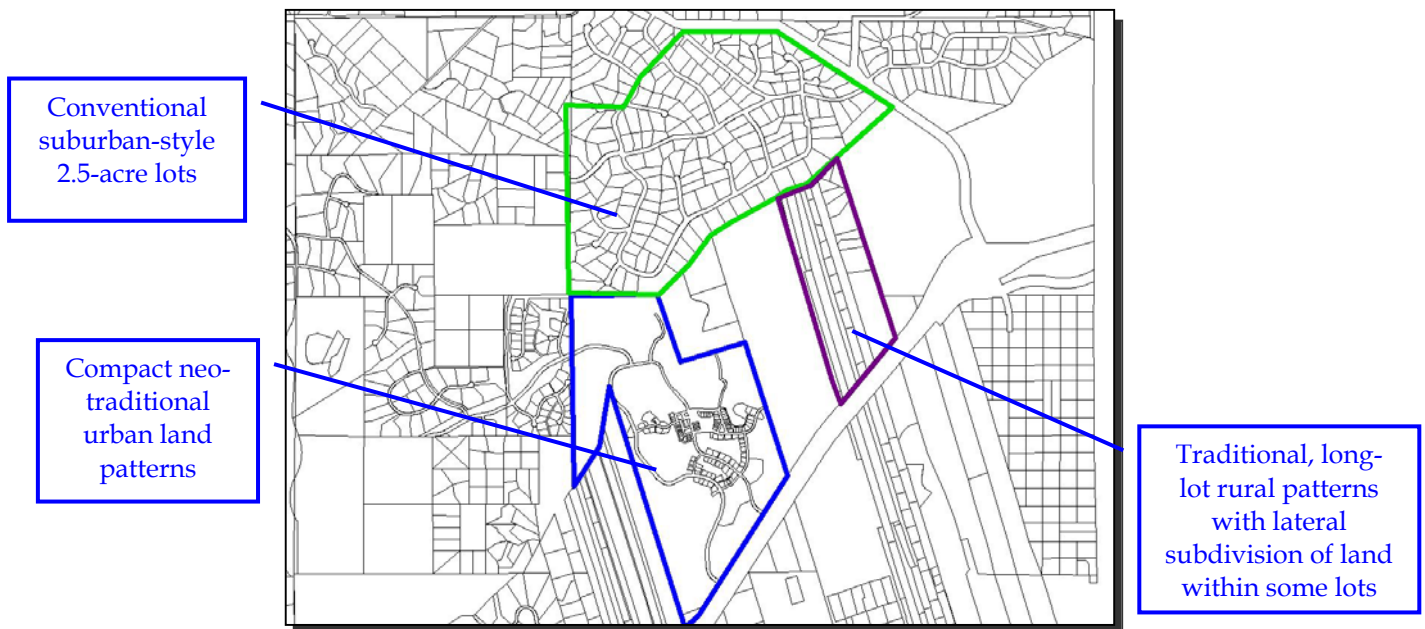 Conventional
suburban-style
2.5-acre lots
Compact neo-
traditional
urban land
patterns
Traditional, long-
lot rural patterns
with lateral
subdivision of land
within some lots